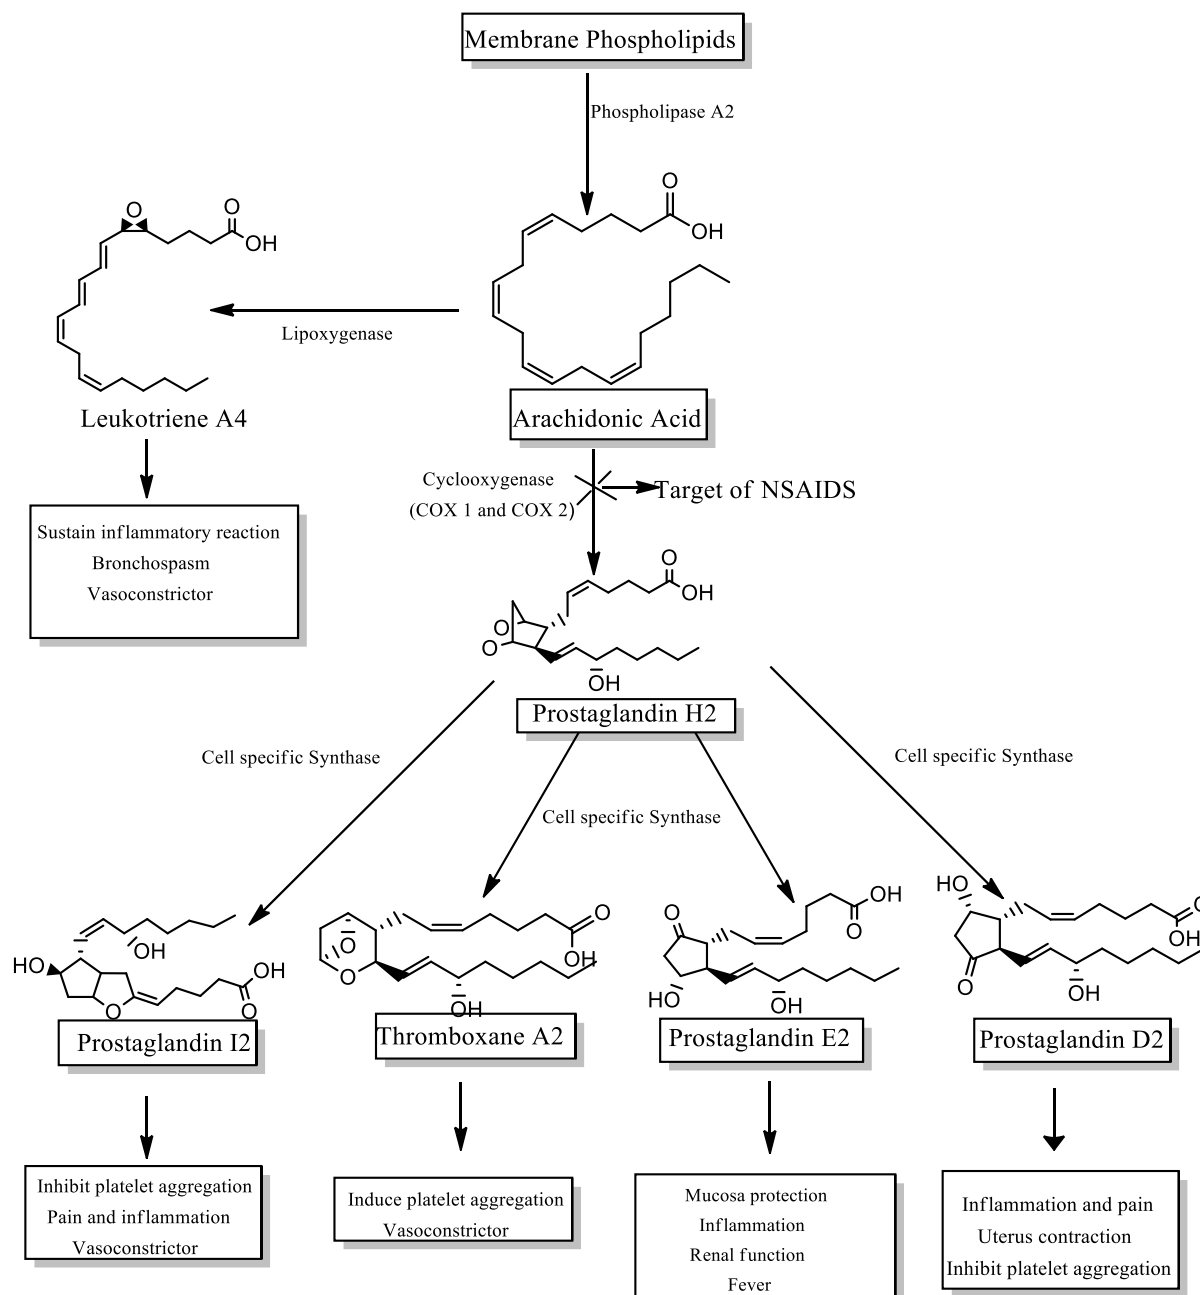 Membrane Phospholipids
Phospholipase A2
O
OH
O
O
OH
Lipoxygenase
Leukotriene A4
Arachidonic Acid
Cyclooxygenase
(COX 1 and COX 2)
Target of NSAIDS
Sustain inflammatory reaction
Bronchospasm
Vasoconstrictor
O
OH
O
O
OH
Prostaglandin H2
Cell specific Synthase
Cell specific Synthase
Cell specific Synthase
OH
HO
OH
O
O
Prostaglandin I2
O
O
O
OH
OH
Thromboxane A2
O
OH
O
HO
OH
Prostaglandin E2
HO
O
OH
O
OH
Prostaglandin D2
Inhibit platelet aggregation
Pain and inflammation
Vasoconstrictor
Induce platelet aggregation
Vasoconstrictor
Mucosa protection
Inflammation
Renal function
Fever
Inflammation and pain
Uterus contraction
Inhibit platelet aggregation